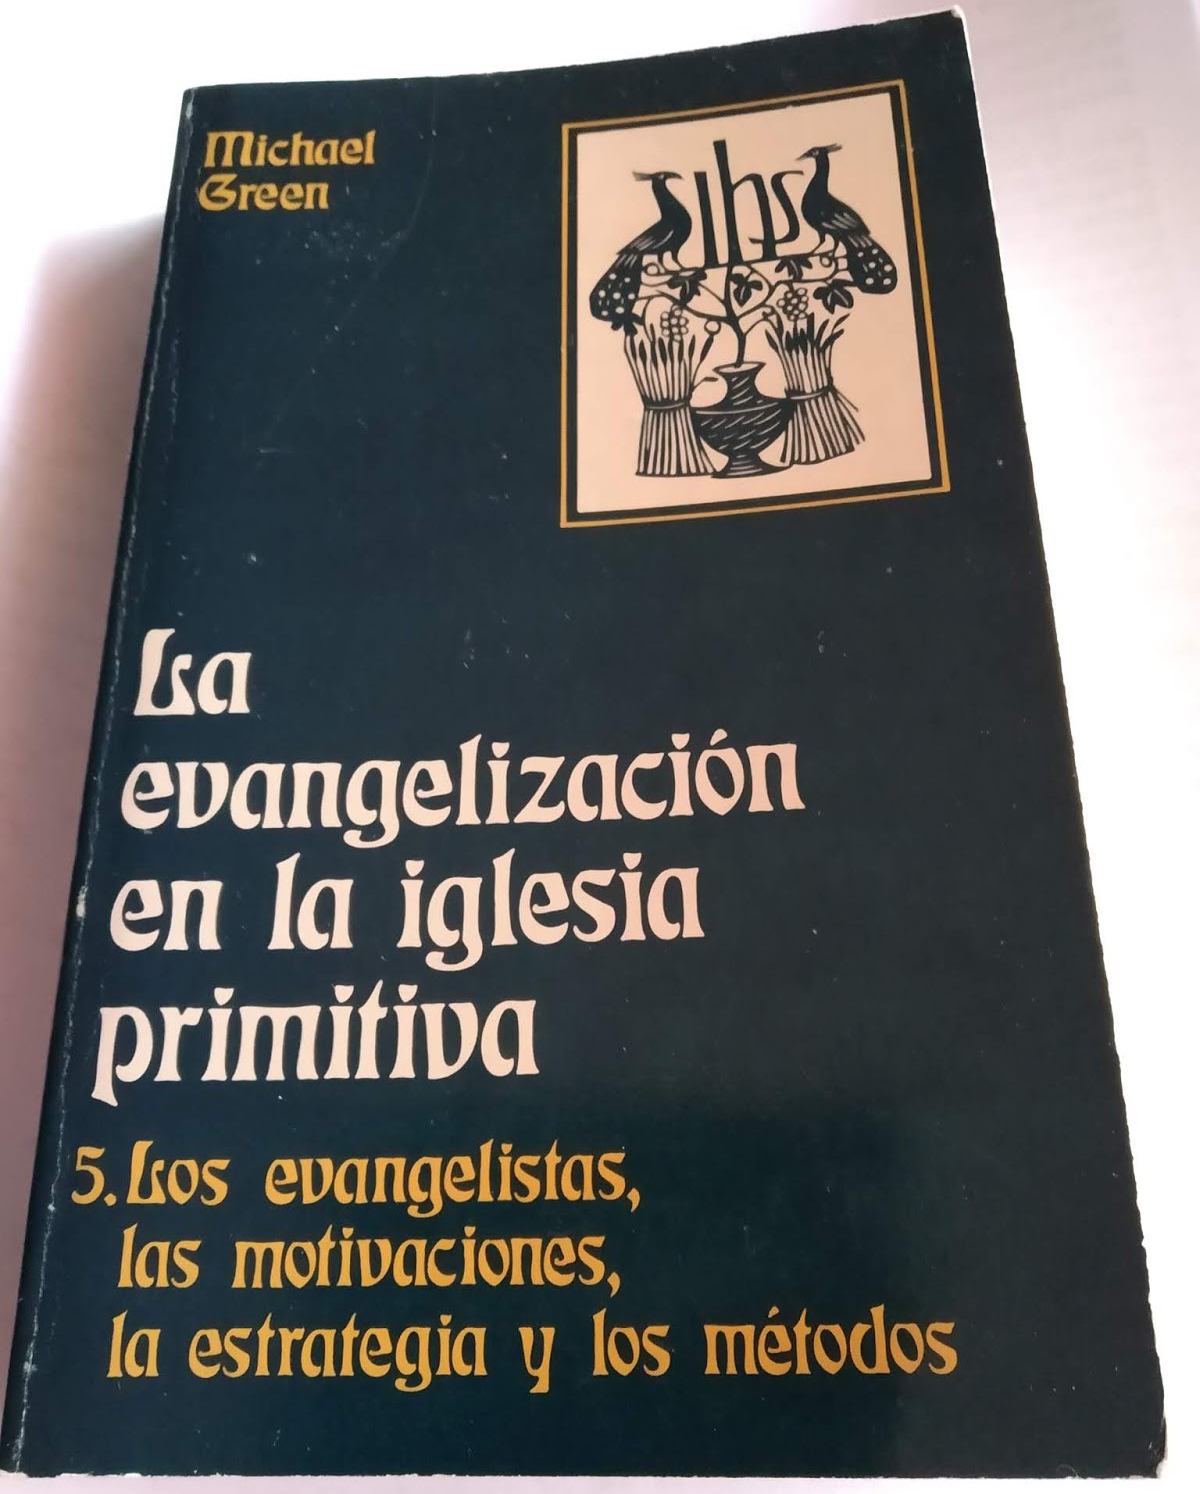 Michael
Green
Ihs
La
evangelización
en la iglesia
primitiva
5. Los evangelistas,
las motivaciones,
la estrategia y los métodos